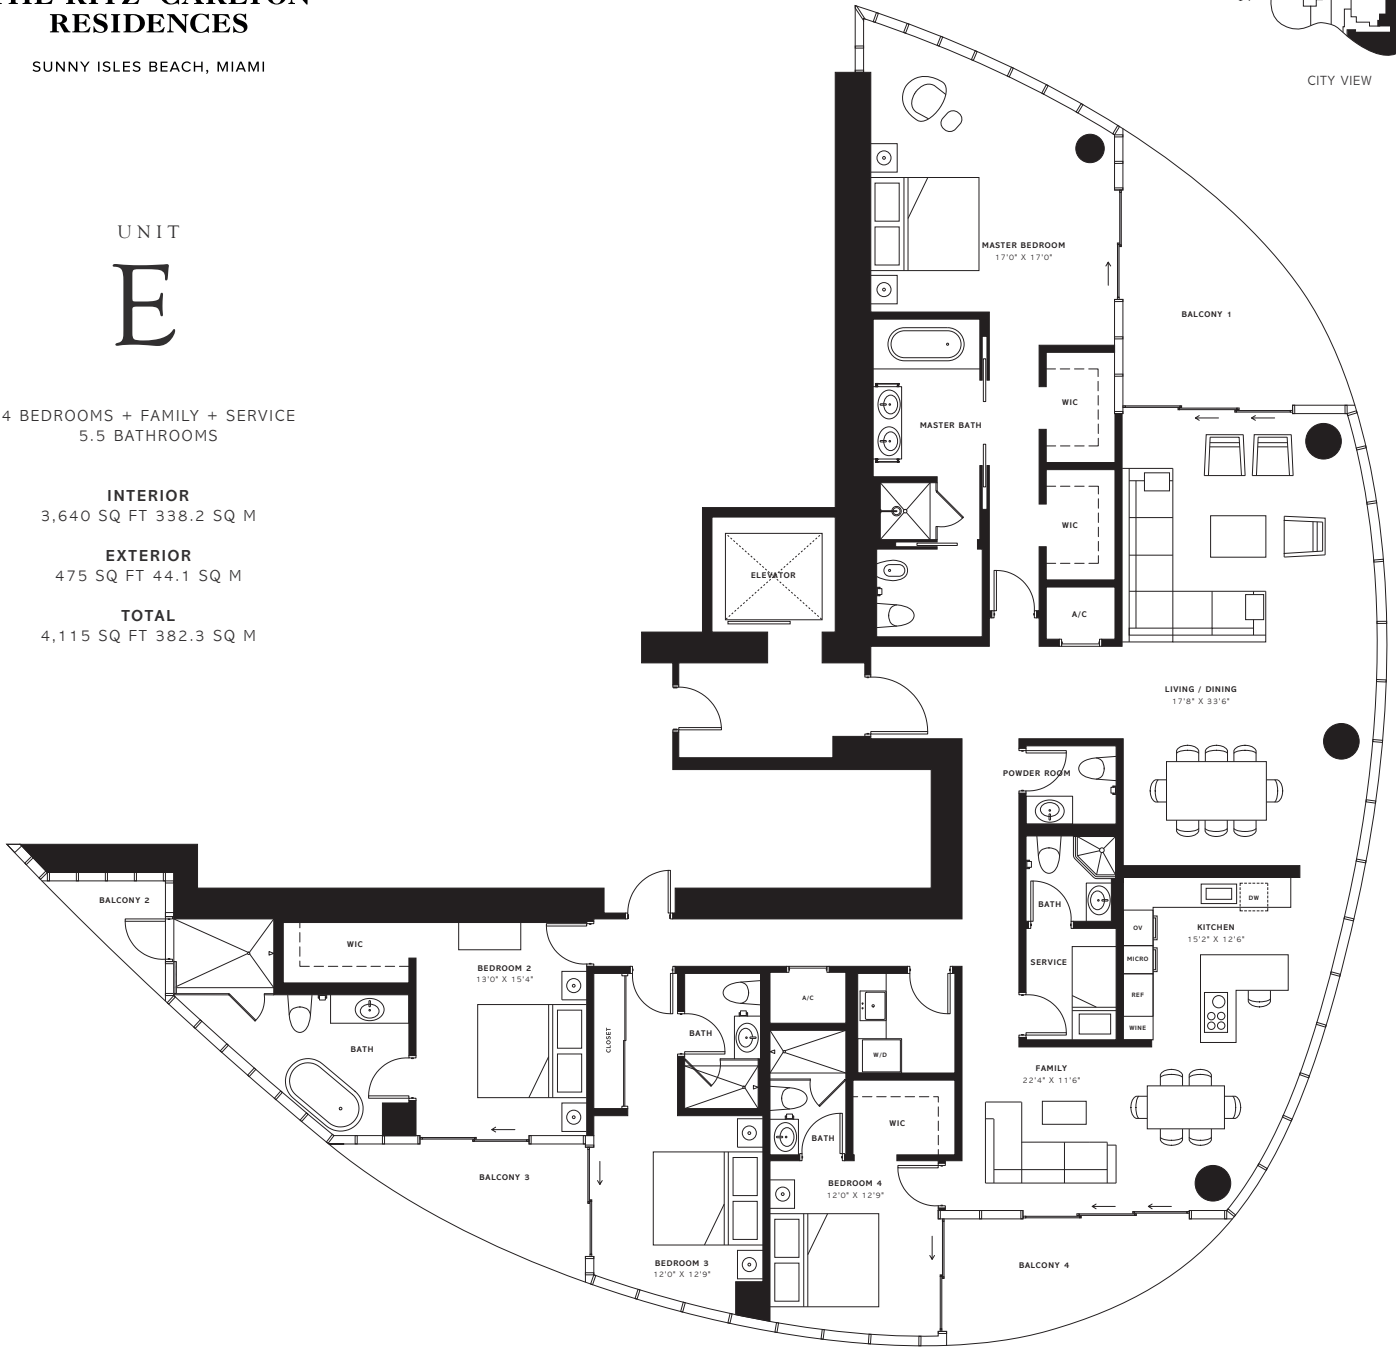 RESIDENCES
SUNNY ISLES BEACH, MIAMI
CITY VIEW
UNIT
E
4 BEDROOMS + FAMILY + SERVICE
5.5 BATHROOMS
INTERIOR
3,640 SQ FT 338.2 SQ M
EXTERIOR
475 SQ FT 44.1 SQ M
TOTAL
4,115 SQ FT 382.3 SQ M
MASTER BEDROOM
17'0" X 17'0"
BALCONY 1
WIC
MASTER BATH
WIC
ELEVATOR
A/C
LIVING / DINING
17'8" X 33'6"
POWDER ROOM
BALCONY 2
BATH
DW
OV
KITCHEN
15'2" X 12'6"
WIC
BEDROOM 2
13'0" X 15'4"
MICRO
SERVICE
REF
A/C
WINE
CLOSET
BATH
BATH
W/D
FAMILY
22'4" X 11'6"
WIC
BATH
BALCONY 3
BEDROOM 4
12'0" X 12'9"
BEDROOM 3
12'0" X 12'9"
BALCONY 4